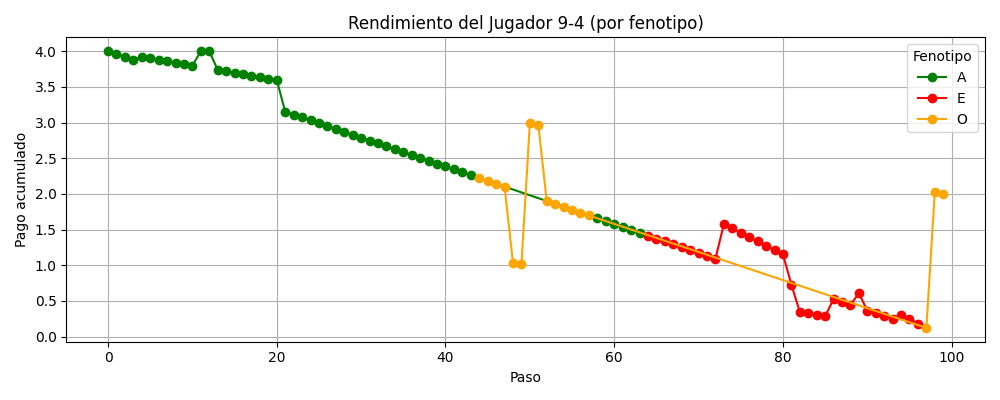 Rendimiento del Jugador 9-4 (por fenotipo)
Pago acumulado
4.0
3.5
3.0
2.5
2.0
1.5
1.0
0.5
0.0
0
20
40
60
80
100
Paso
Fenotipo
A
E
O